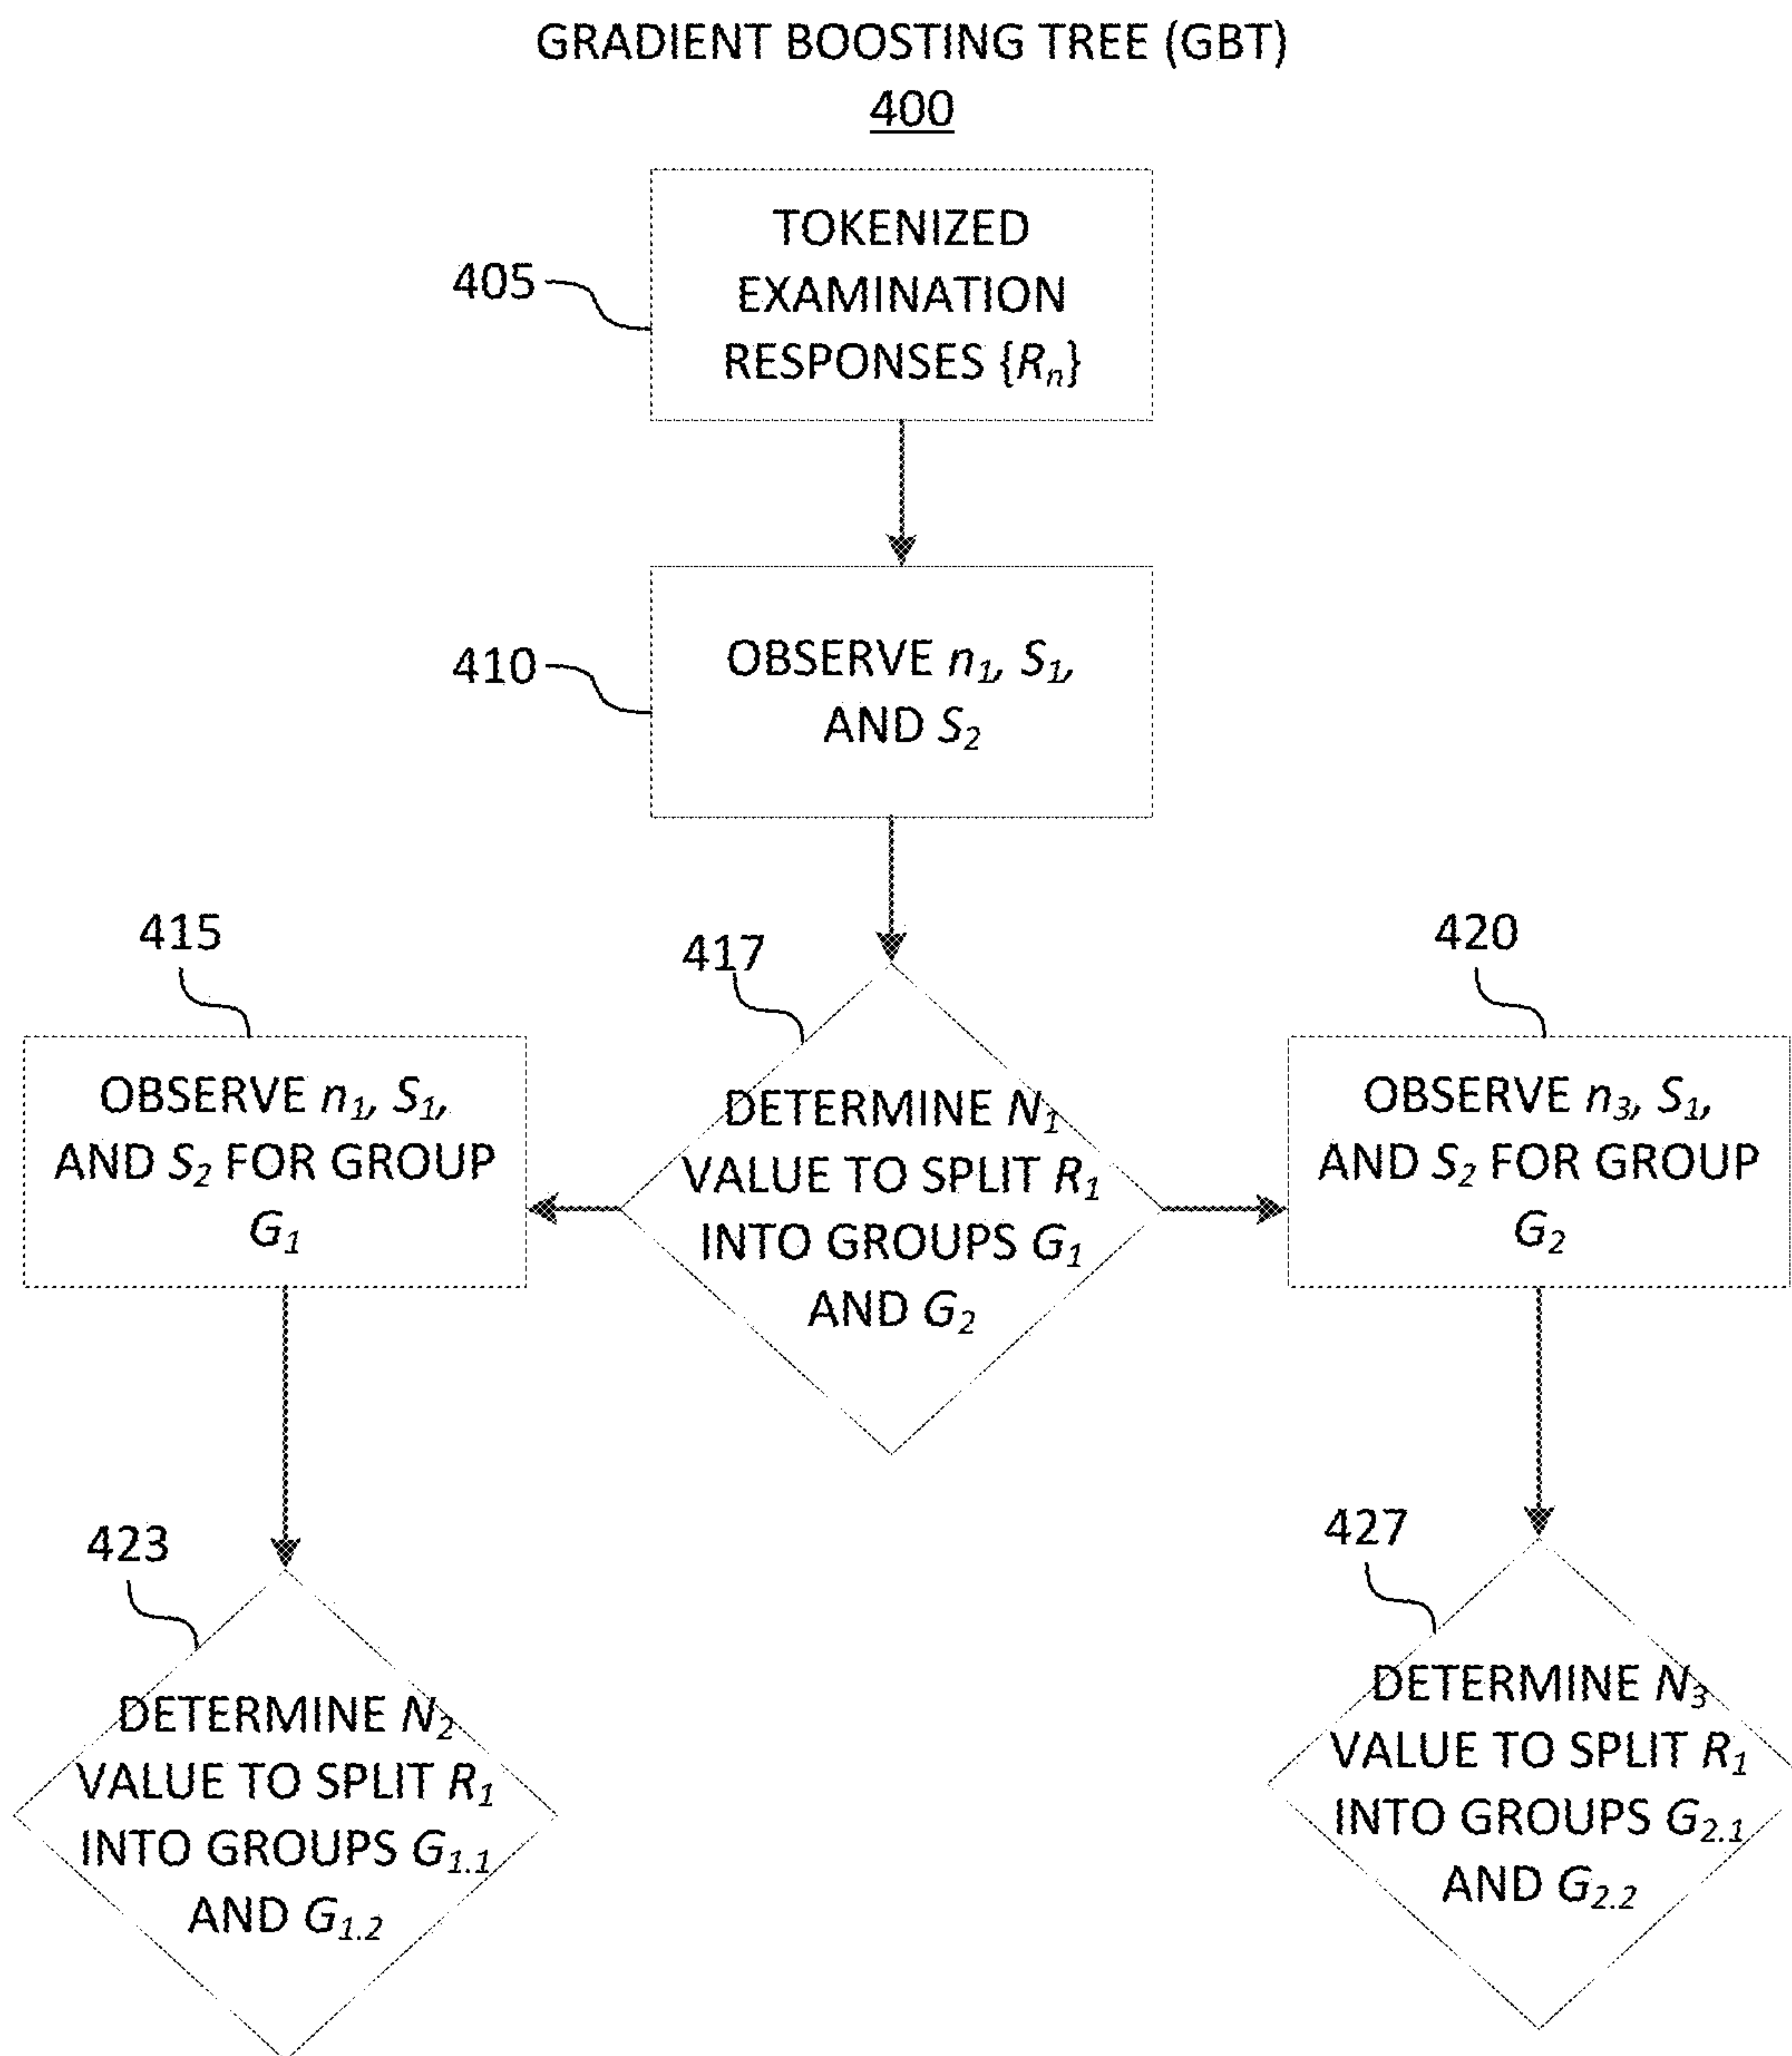 GRADIENT BOOSTING TREE (GBT)
400
405
TOKENIZED
EXAMINATION
RESPONSES {Rₙ}
410
OBSERVE n₁, S₁,
AND S₂
415
OBSERVE n₁, S₁,
AND S₂ FOR GROUP
G₁
417
DETERMINE N₁
VALUE TO SPLIT R₁
INTO GROUPS G₁
AND G₂
420
OBSERVE n₃, S₁,
AND S₂ FOR GROUP
G₂
423
DETERMINE N₂
VALUE TO SPLIT R₁
INTO GROUPS G₁.₁
AND G₁.₂
427
DETERMINE N₃
VALUE TO SPLIT R₁
INTO GROUPS G₂.₁
AND G₂.₂